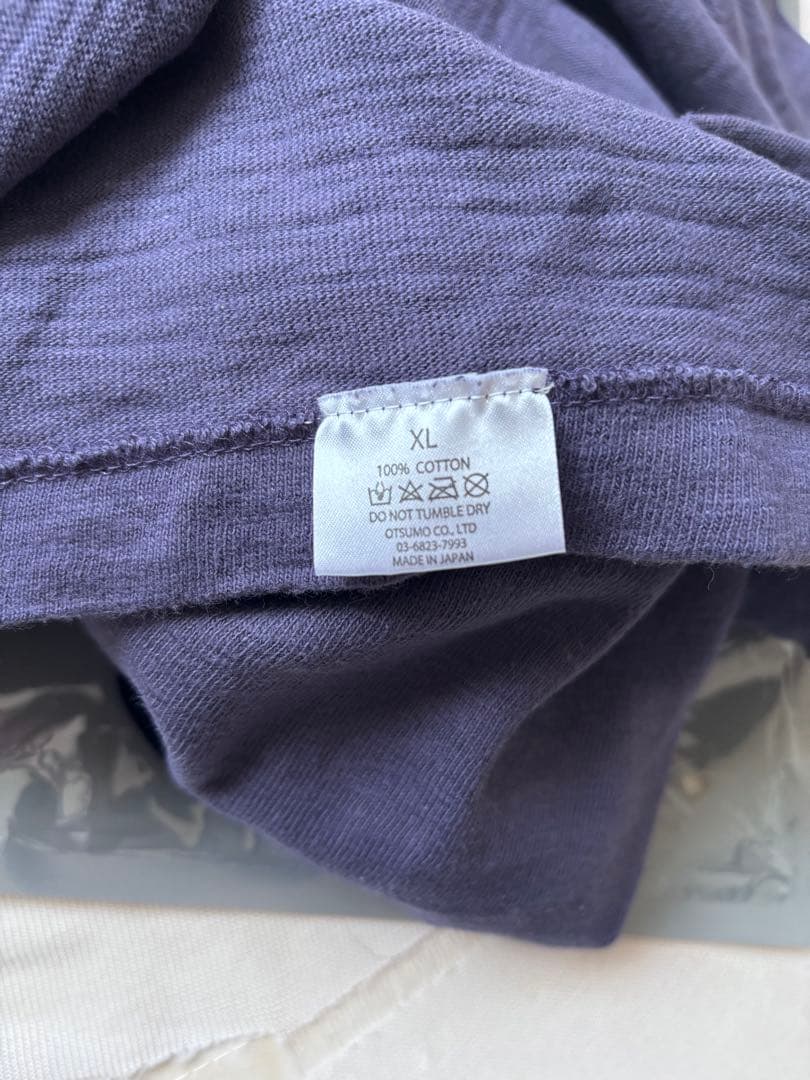 XL
100% COTTON
DO NOT TUMBLE DRY
OTSUMO CO., LTD
03-6823-7993
MADE IN JAPAN